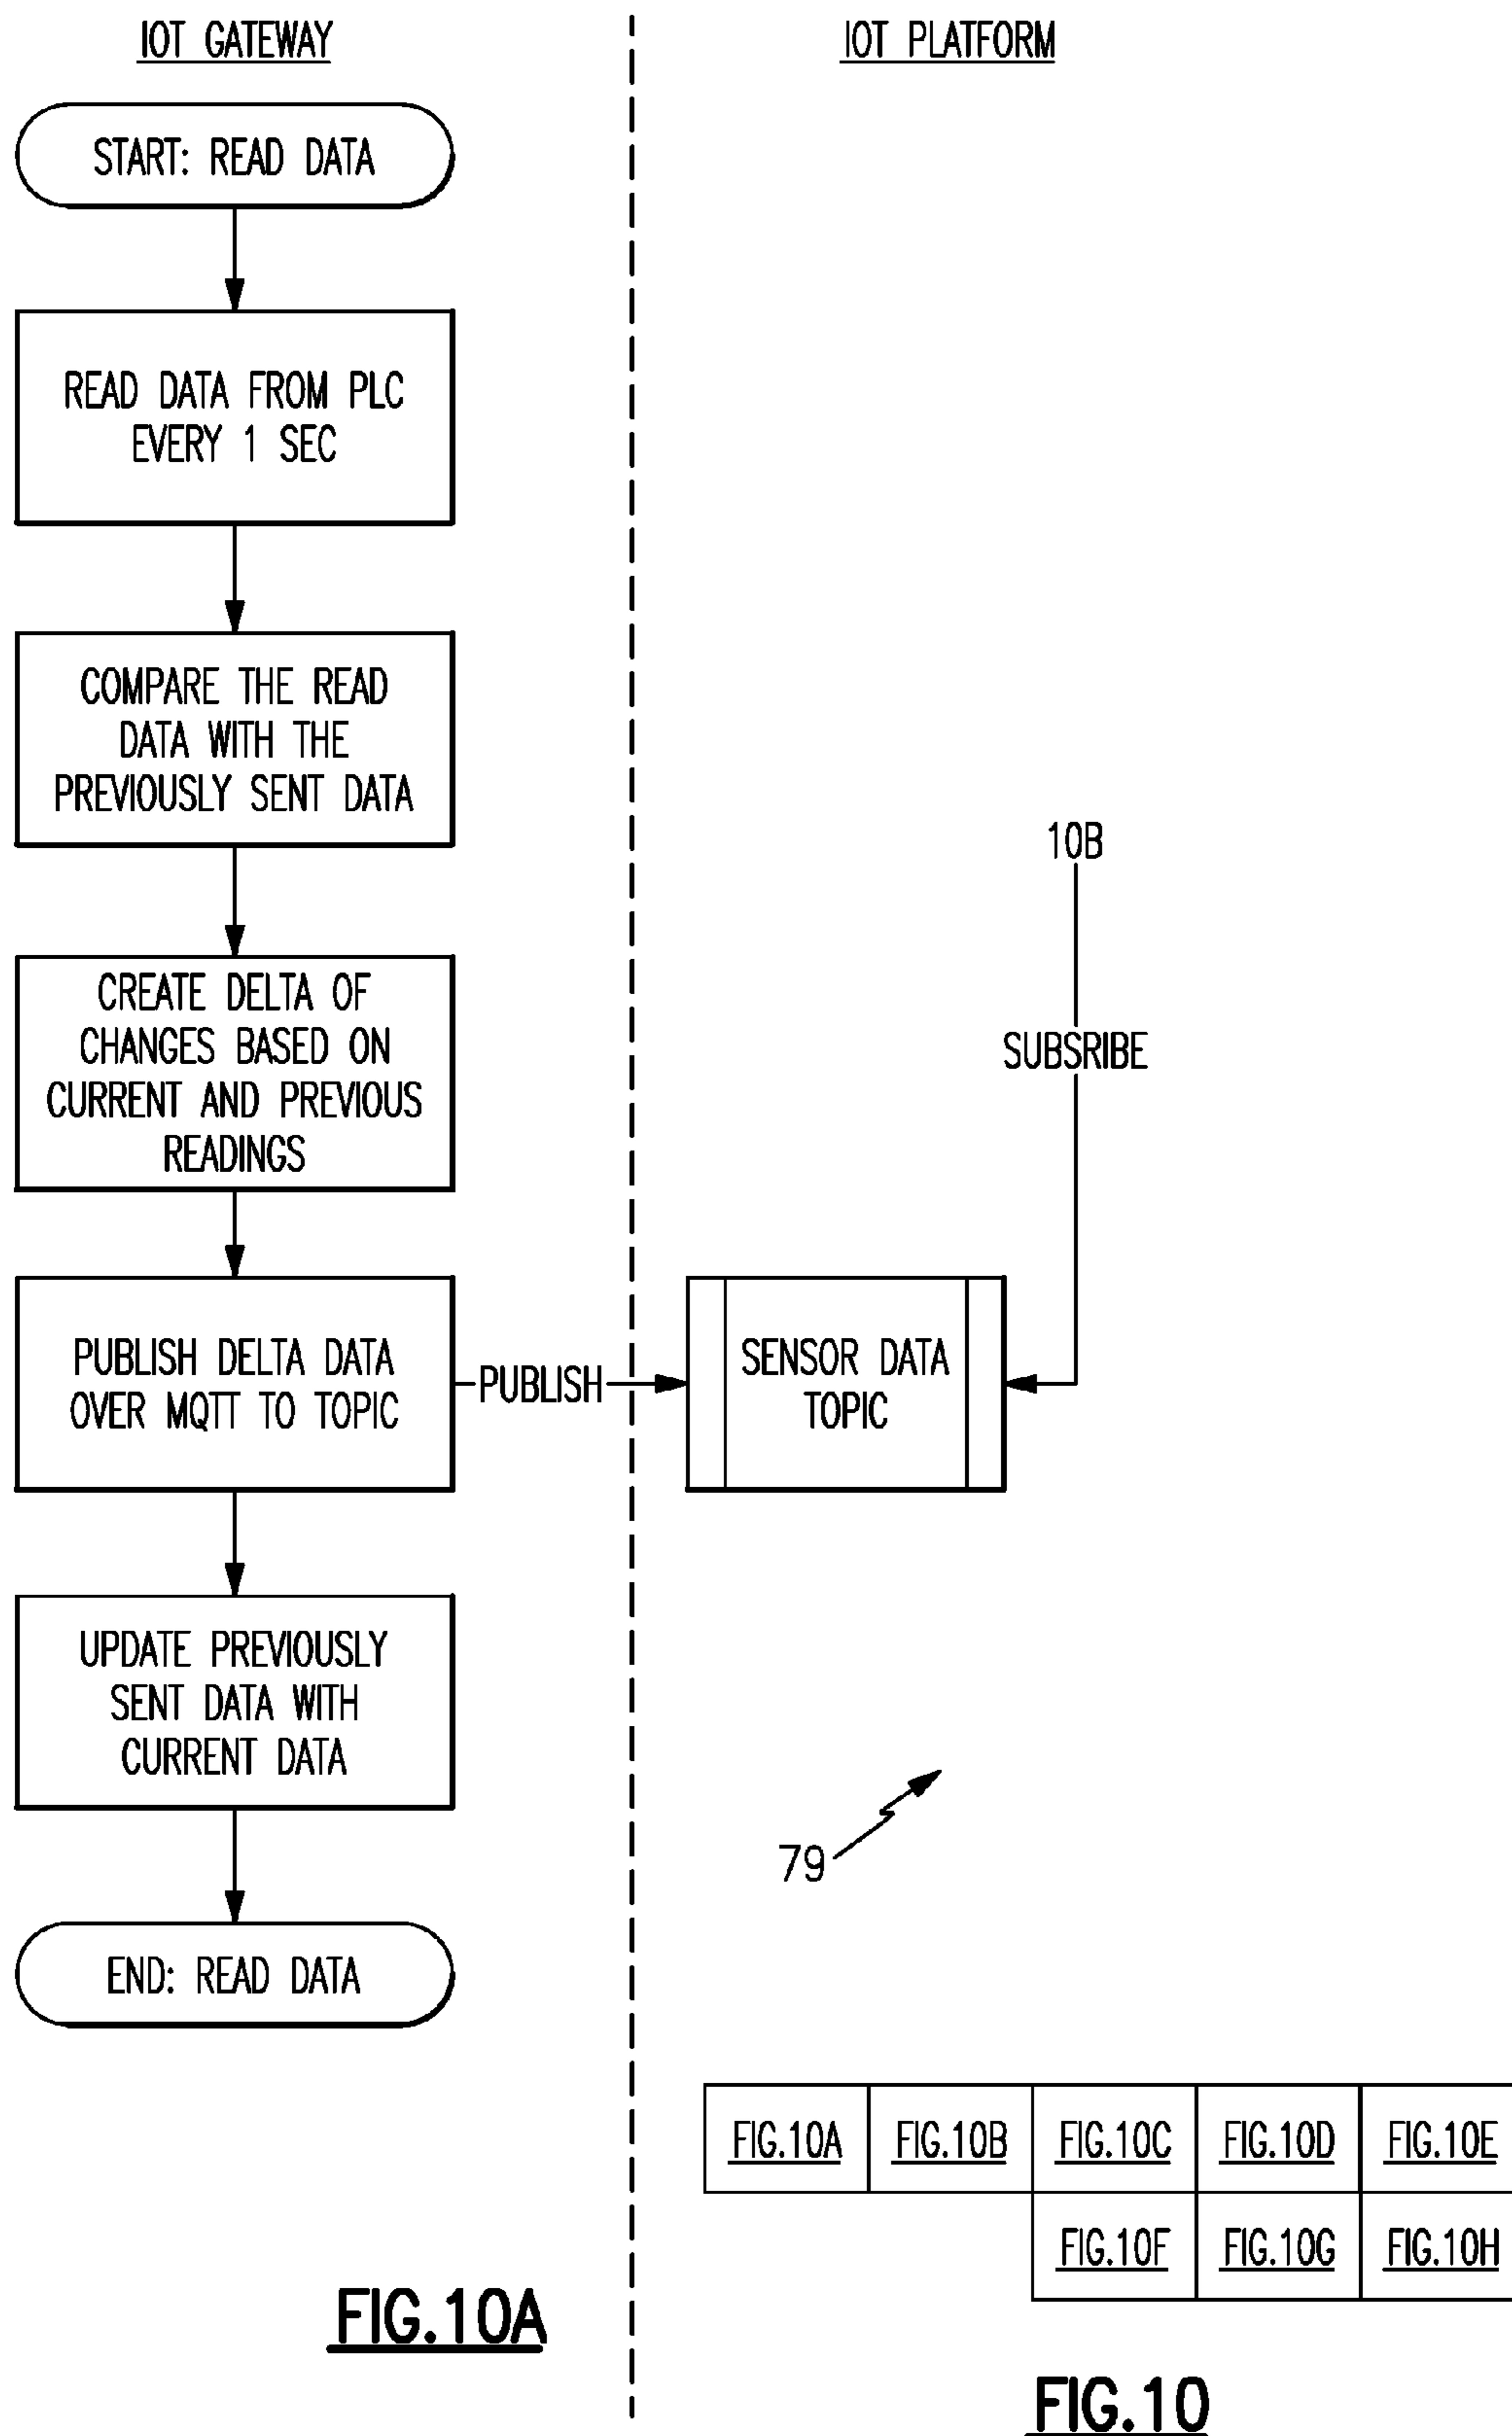 IOT GATEWAY
START: READ DATA
READ DATA FROM PLC
EVERY 1 SEC
COMPARE THE READ
DATA WITH THE
PREVIOUSLY SENT DATA
CREATE DELTA OF
CHANGES BASED ON
CURRENT AND PREVIOUS
READINGS
PUBLISH DELTA DATA
OVER MQTT TO TOPIC
PUBLISH
UPDATE PREVIOUSLY
SENT DATA WITH
CURRENT DATA
END: READ DATA
FIG.10A
IOT PLATFORM
10B
SUBSRIBE
SENSOR DATA
TOPIC
79
FIG.10A FIG.10B FIG.10C FIG.10D FIG.10E
FIG.10F FIG.10G FIG.10H
FIG.10